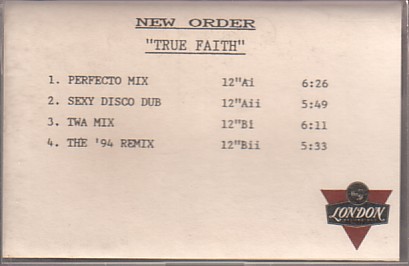 NEW ORDER
"TRUE FAITH"
1. PERFECTO MIX 12"Ai 6:26
2. SEXY DISCO DUB 12"Aii 5:49
3. TWA MIX 12"Bi 6:11
4. THE '94 REMIX 12"Bii 5:33
LONDON